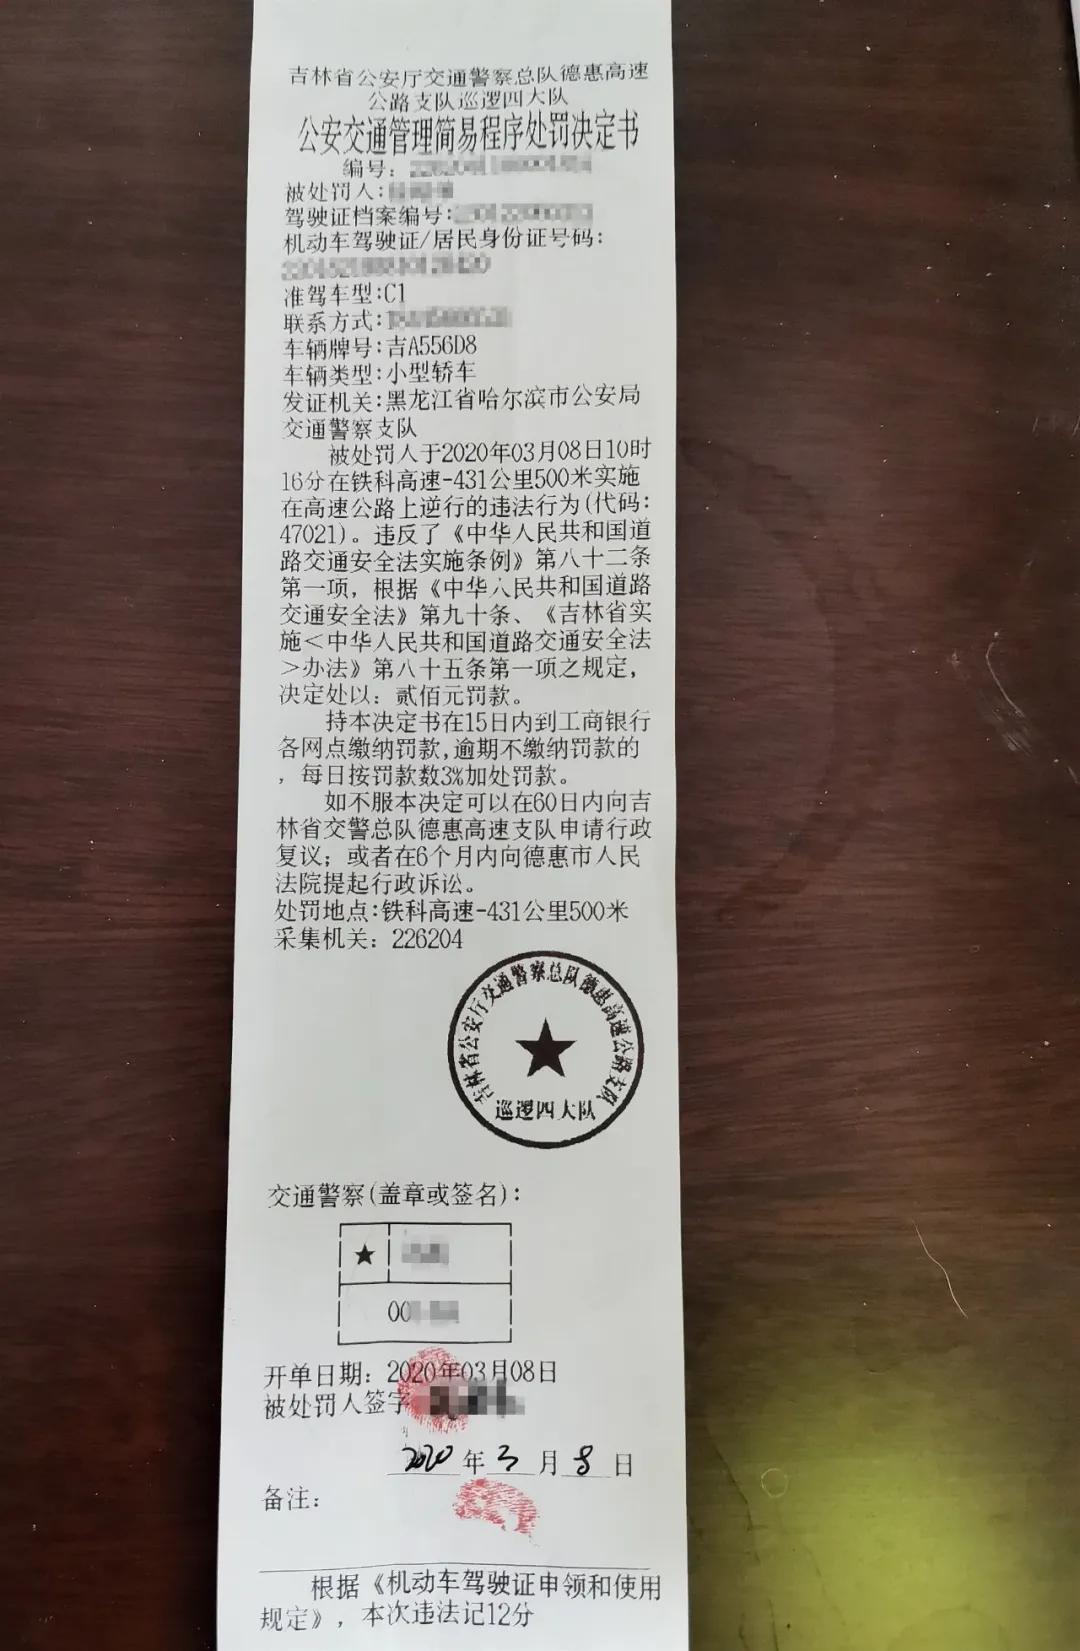 吉林省公安厅交通警察总队德惠高速
公路支队巡逻四大队
公安交通管理简易程序处罚决定书
编号:
被处罚人:
驾驶证档案编号:
机动车驾驶证/居民身份证号码:
准驾车型:C1
联系方式:
车辆牌号:吉A556D8
车辆类型:小型轿车
发证机关:黑龙江省哈尔滨市公安局
交通警察支队
被处罚人于2020年03月08日10时
16分在铁科高速-431公里500米实施
在高速公路上逆行的违法行为(代码:
47021)。违反了《中华人民共和国道
路交通安全法实施条例》第八十二条
第一项,根据《中华人民共和国道路
交通安全法》第九十条、《吉林省实
施<中华人民共和国道路交通安全法
>办法》第八十五条第一项之规定,
决定处以:贰佰元罚款。
持本决定书在15日内到工商银行
各网点缴纳罚款,逾期不缴纳罚款的
,每日按罚款数3%加处罚款。
如不服本决定可以在60日内向吉
林省交警总队德惠高速支队申请行政
复议;或者在6个月内向德惠市人民
法院提起行政诉讼。
处罚地点:铁科高速-431公里500米
采集机关:226204
吉林省公安厅交通警察总队德惠高速公路支队
巡逻四大队
交通警察(盖章或签名):
00
开单日期:2020年03月08日
被处罚人签字
2020年3月8日
备注:
根据《机动车驾驶证申领和使用
规定》,本次违法记12分